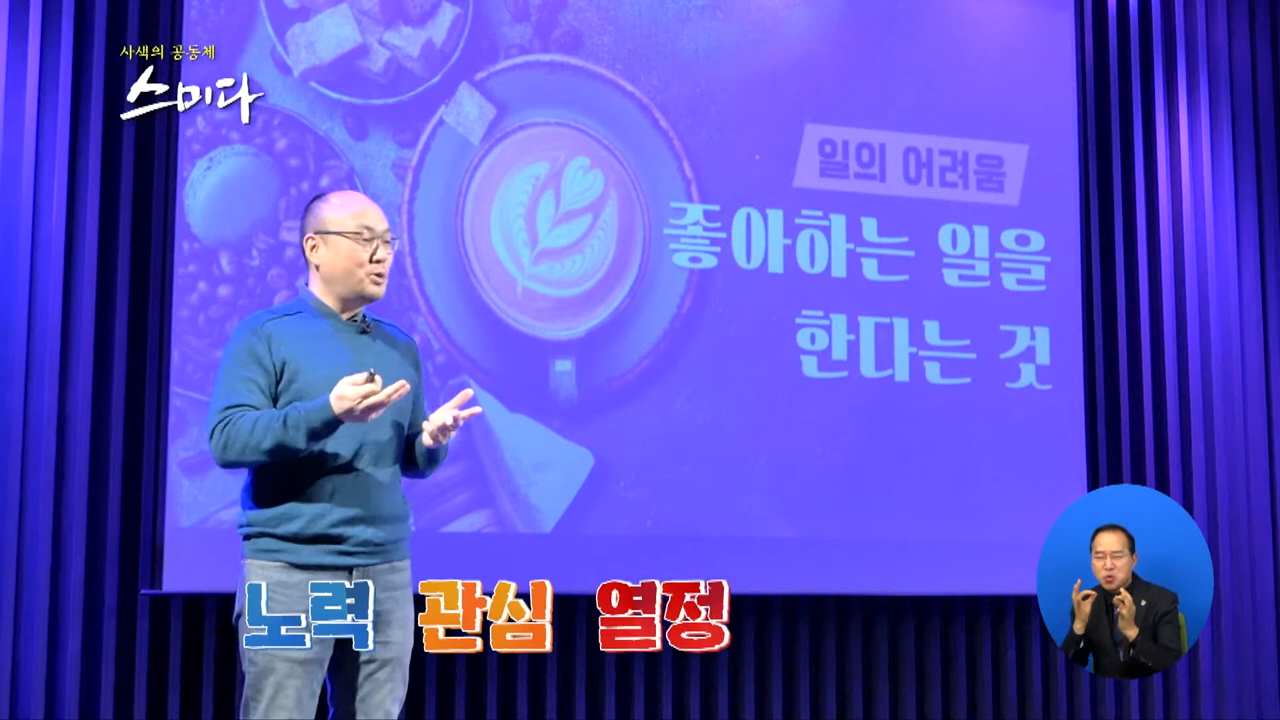 사색의 공동체
스미다
일의 어려움
좋아하는 일을
한다는 것
노력 관심 열정